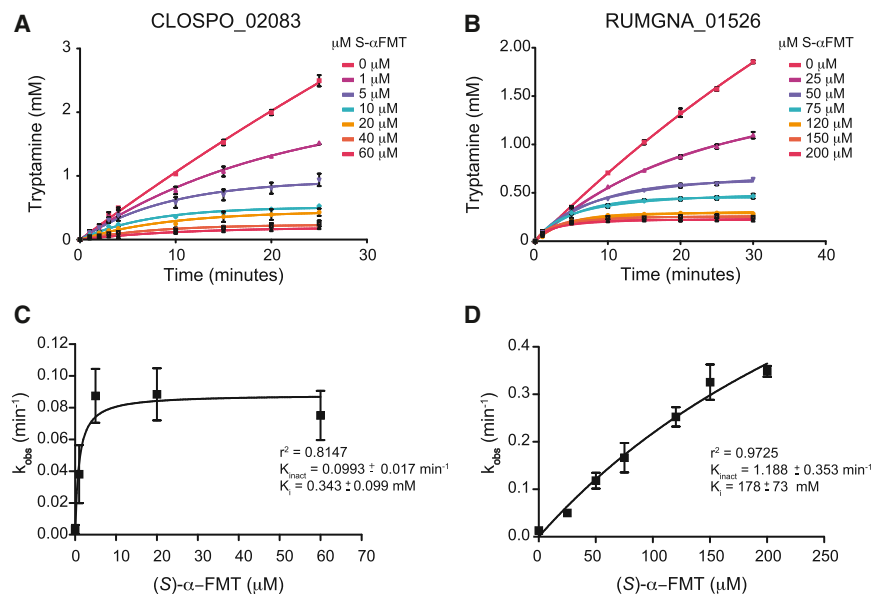 A
CLOSPO_02083
Tryptamine (mM)
3
2
1
0
0
10
20
30
Time (minutes)
µM S-αFMT
0 µM
1 µM
5 µM
10 µM
20 µM
40 µM
60 µM
B
RUMGNA_01526
Tryptamine (mM)
2.00
1.50
1.00
0.50
0
0
10
20
30
40
Time (minutes)
µM S-αFMT
0 µM
25 µM
50 µM
75 µM
120 µM
150 µM
200 µM
C
kobs (min-1)
0.12
0.10
0.08
0.06
0.04
0.02
0.00
0
10
20
30
40
50
60
70
(S)-α–FMT (µM)
r2 = 0.8147
Kinact = 0.0993 ± 0.017 min-1
Ki = 0.343 ± 0.099 mM
D
kobs (min-1)
0.4
0.3
0.2
0.1
0.0
0
50
100
150
200
(S)-α–FMT (µM)
r2 = 0.9725
Kinact = 1.188 ± 0.353 min-1
Ki = 178 ± 73 mM